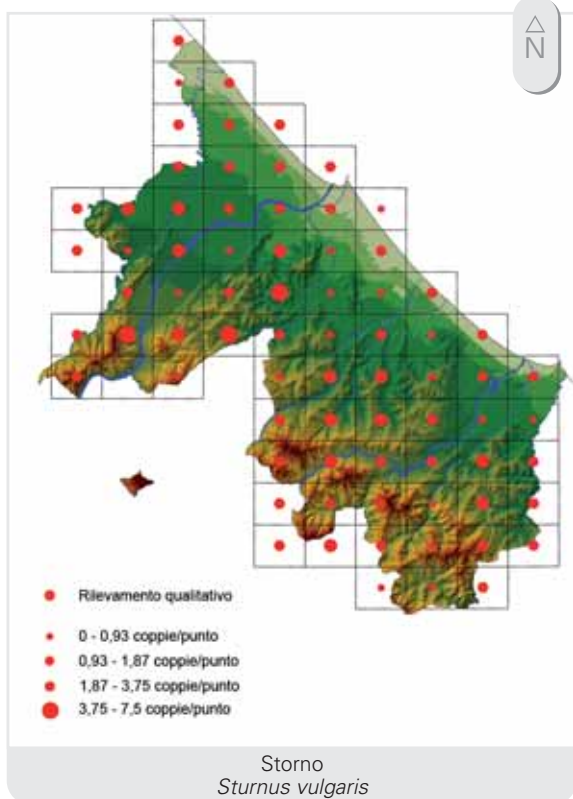 N
Rilevamento qualitativo
0 - 0,93 coppie/punto
0,93 - 1,87 coppie/punto
1,87 - 3,75 coppie/punto
3,75 - 7,5 coppie/punto
Storno
Sturnus vulgaris